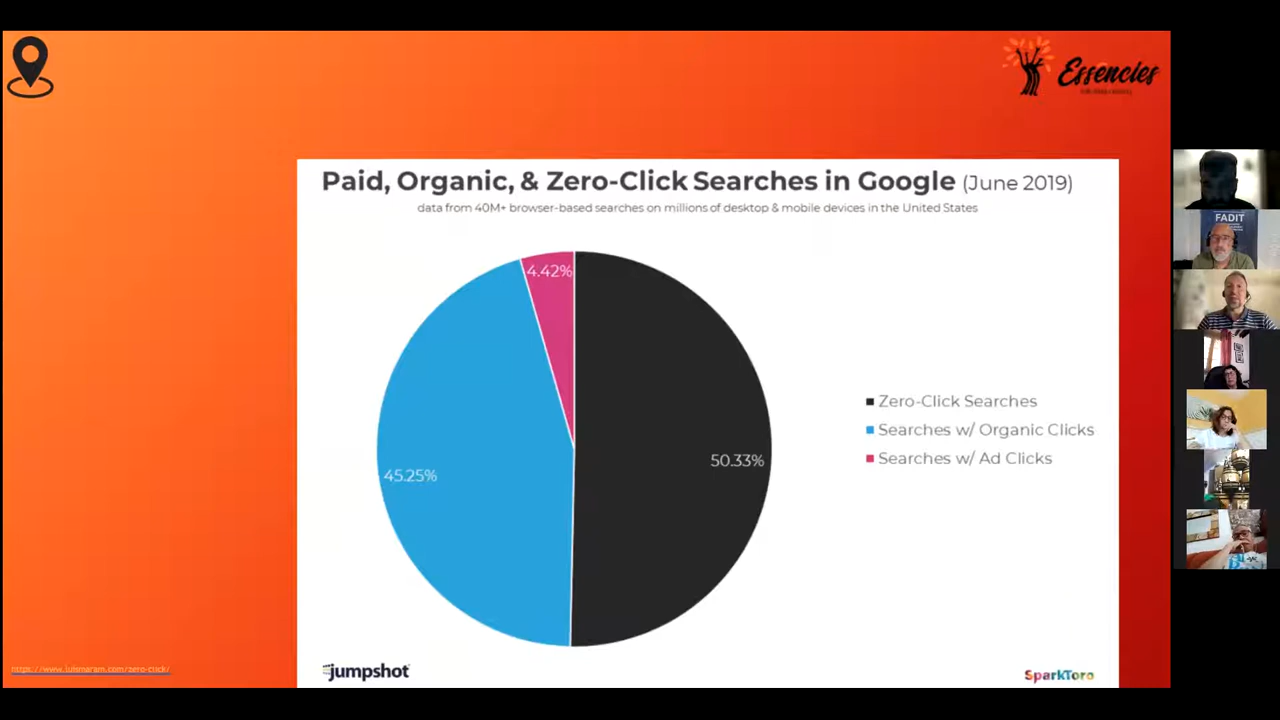 Essencies
Paid, Organic, & Zero-Click Searches in Google (June 2019)
data from 40M+ browser-based searches on millions of desktop & mobile devices in the United States
4.42%
45.25%
50.33%
Zero-Click Searches
Searches w/ Organic Clicks
Searches w/ Ad Clicks
jumpshot
SparkToro
FADIT